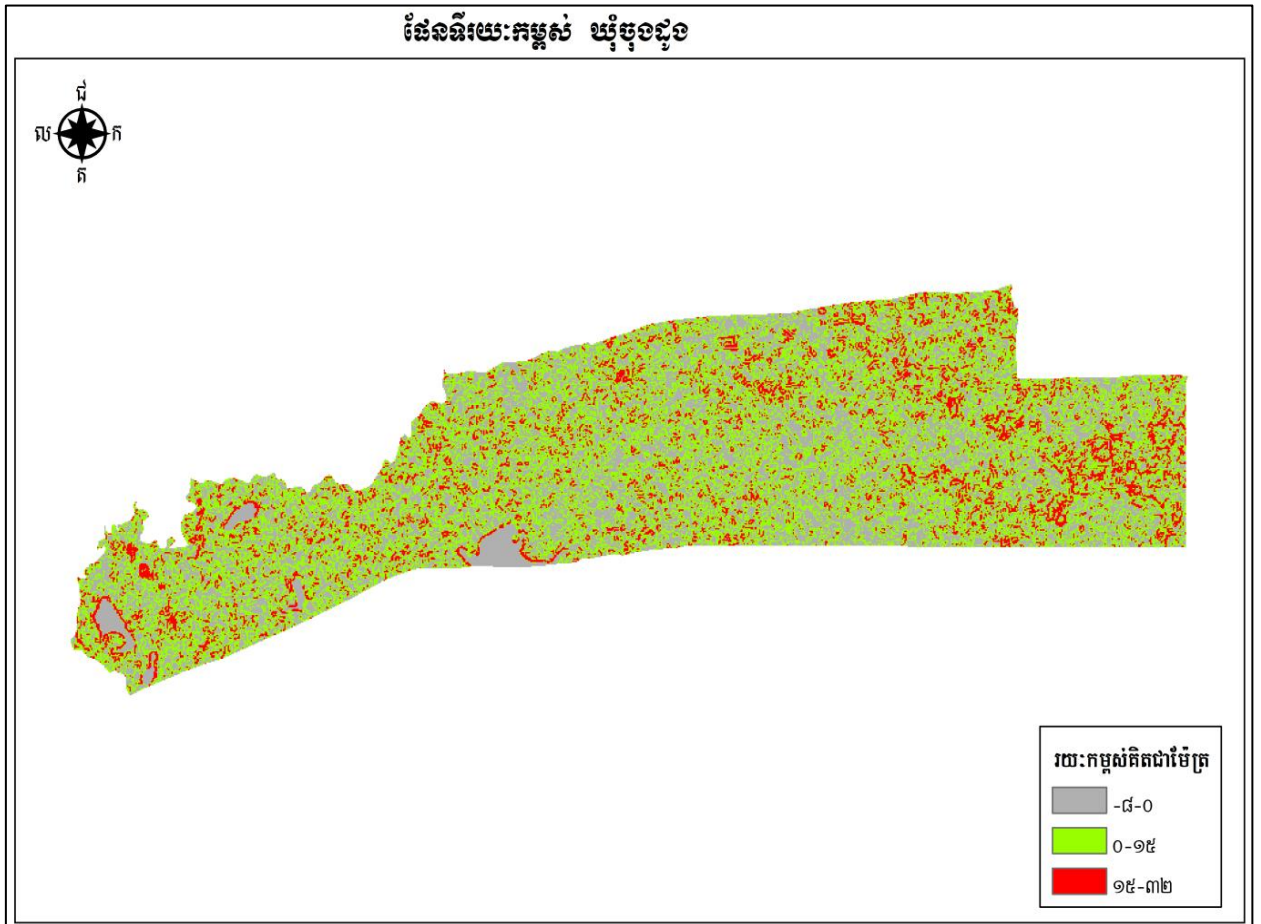 ផែនទីរយៈកម្ពស់ ឃុំចុងដូង
ជ
ល ក
ត
រយៈកម្ពស់គិតជាម៉ែត្រ
-៨-០
០-១៥
១៥-៣២